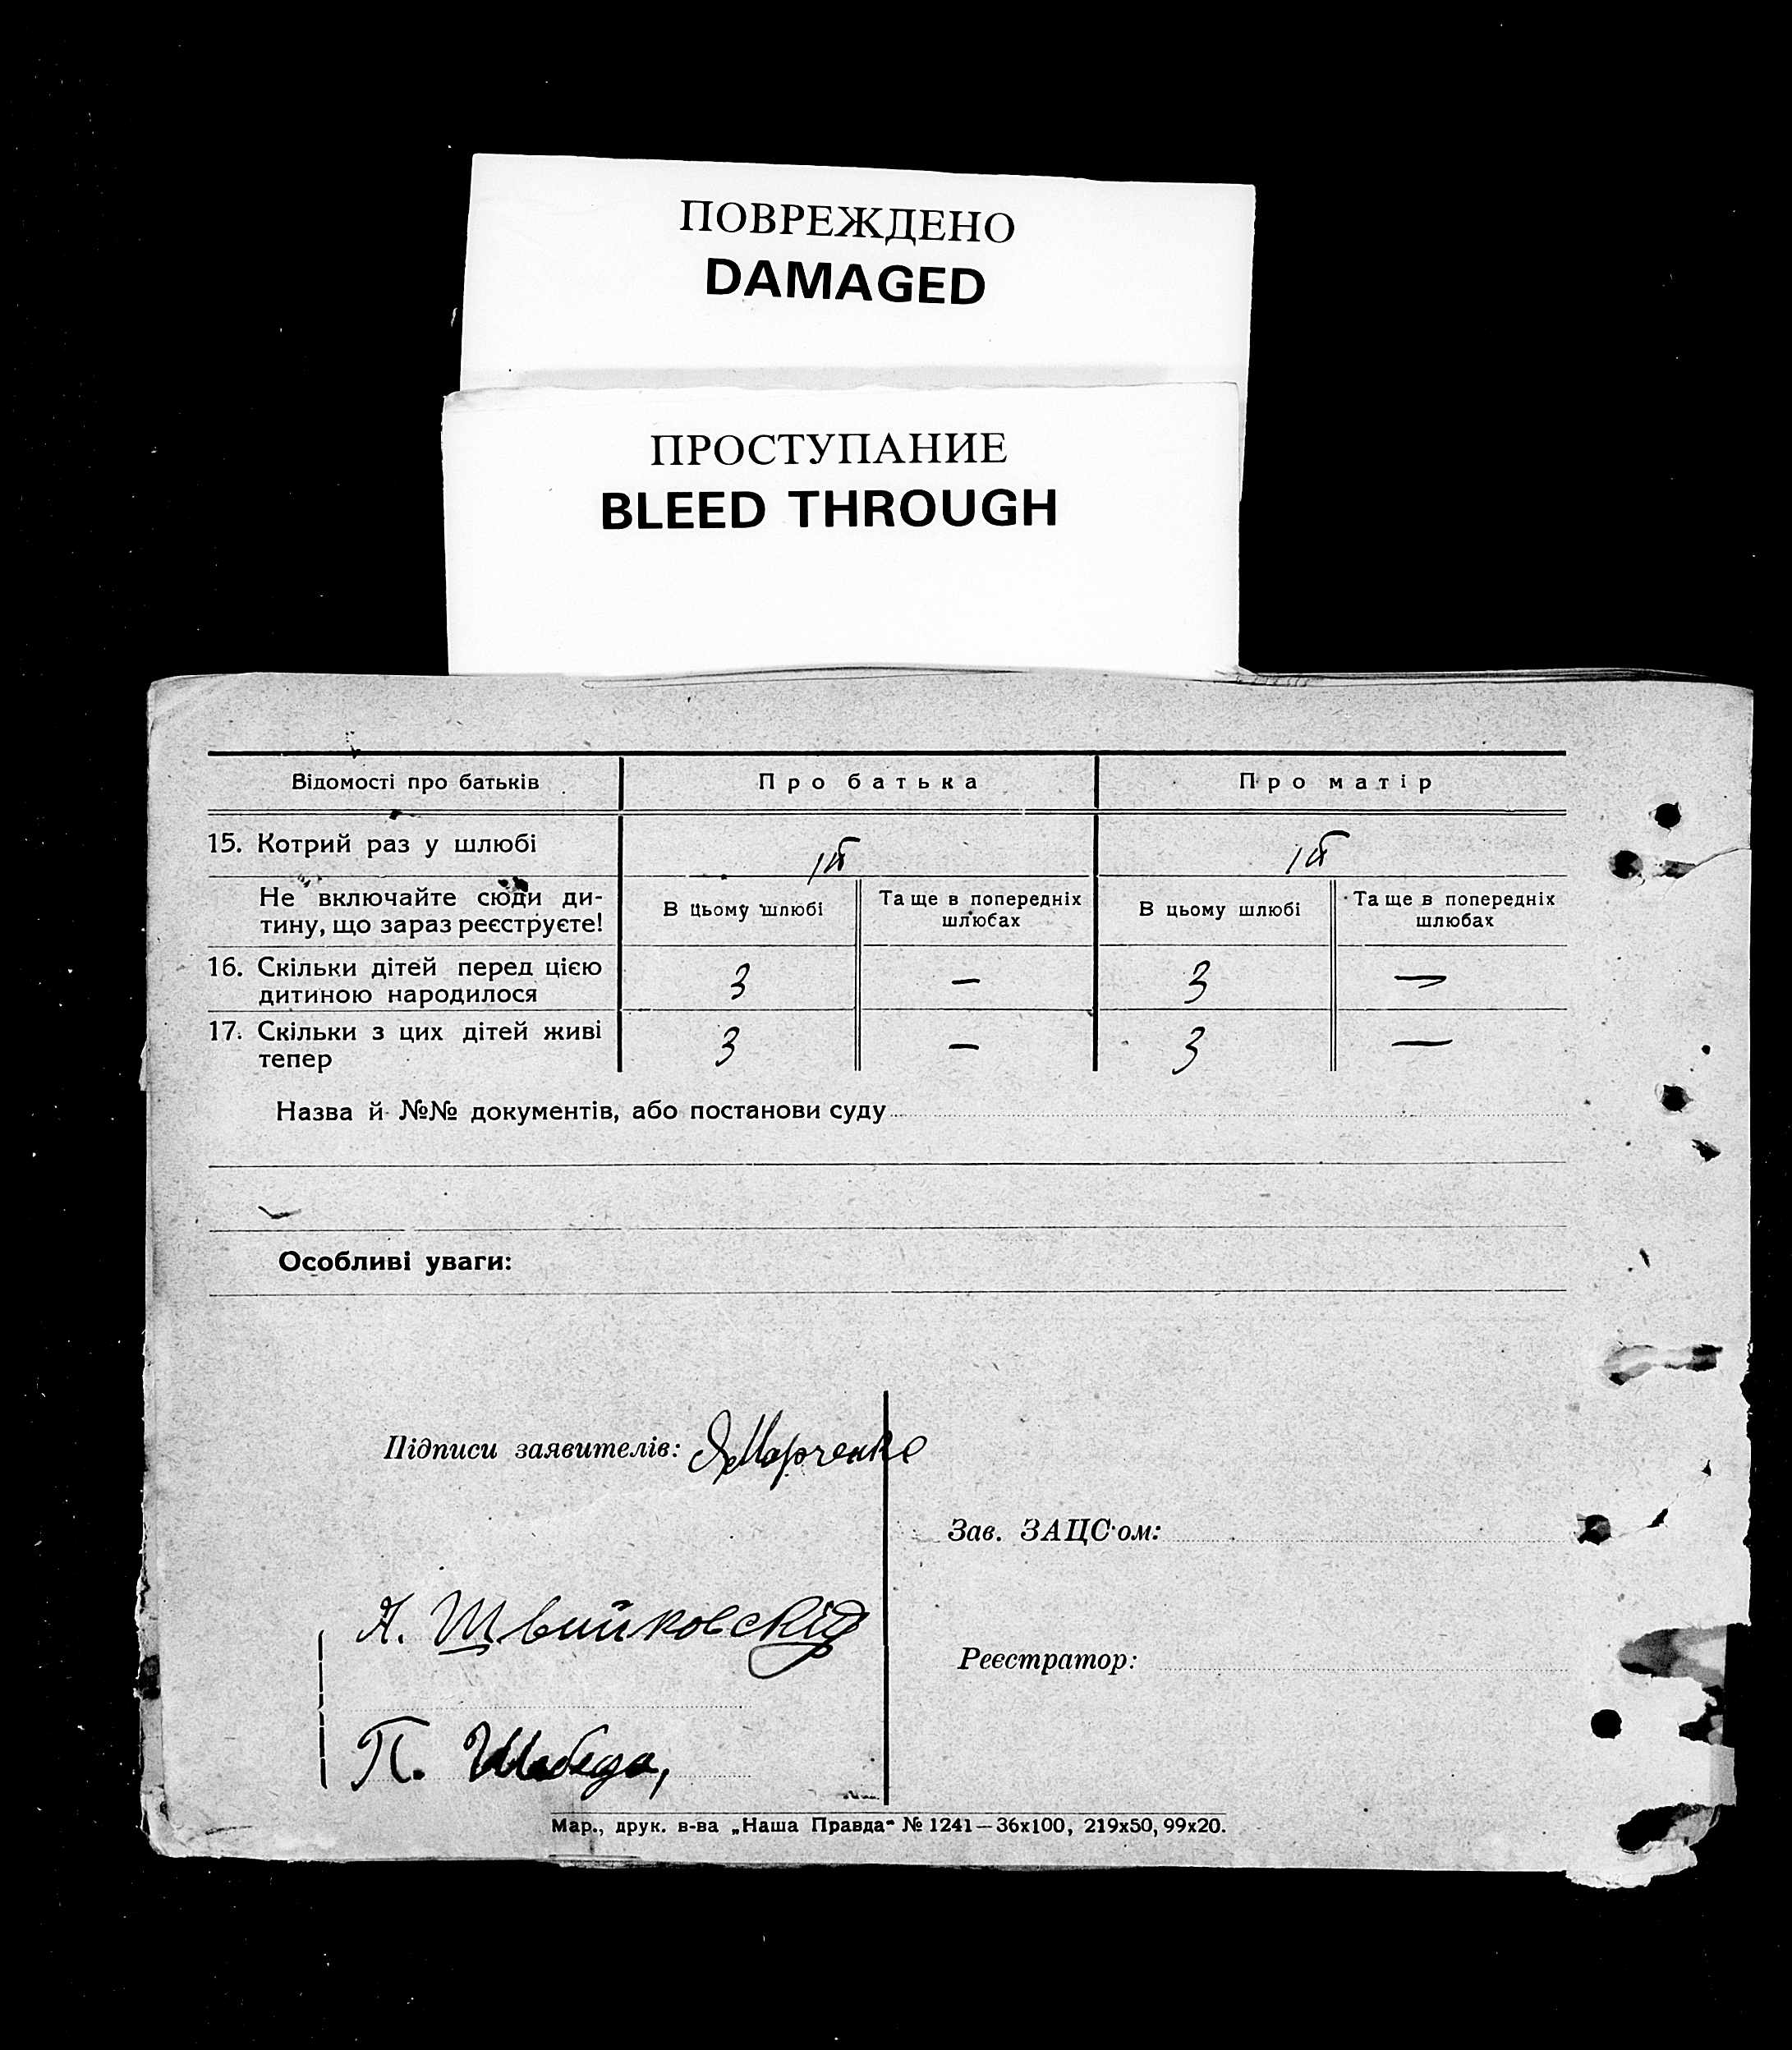 ПОВРЕЖДЕНО
DAMAGED
ПРОСТУПАНИЕ
BLEED THROUGH
Відомості про батьків Про батька Про матір
15. Котрий раз у шлюбі 1й 1й
Не включайте сюди ди-
тину, що зараз реєструєте!
В цьому шлюбі Та ще в попередніх
шлюбах
В цьому шлюбі Та ще в попередніх
шлюбах
16. Скільки дітей перед цією
дитиною народилося 3 — 3 —
17. Скільки з цих дітей живі
тепер 3 — 3 —
Назва й №№ документів, або постанови суду
Особливі уваги:
Підписи заявителів: Марченко
Зав. ЗАЦС'ом:
Н. Швийковскій
Реєстратор:
П.
Мар., друк. в-ва „Наша Правда“ № 1241—36х100, 219х50, 99х20.